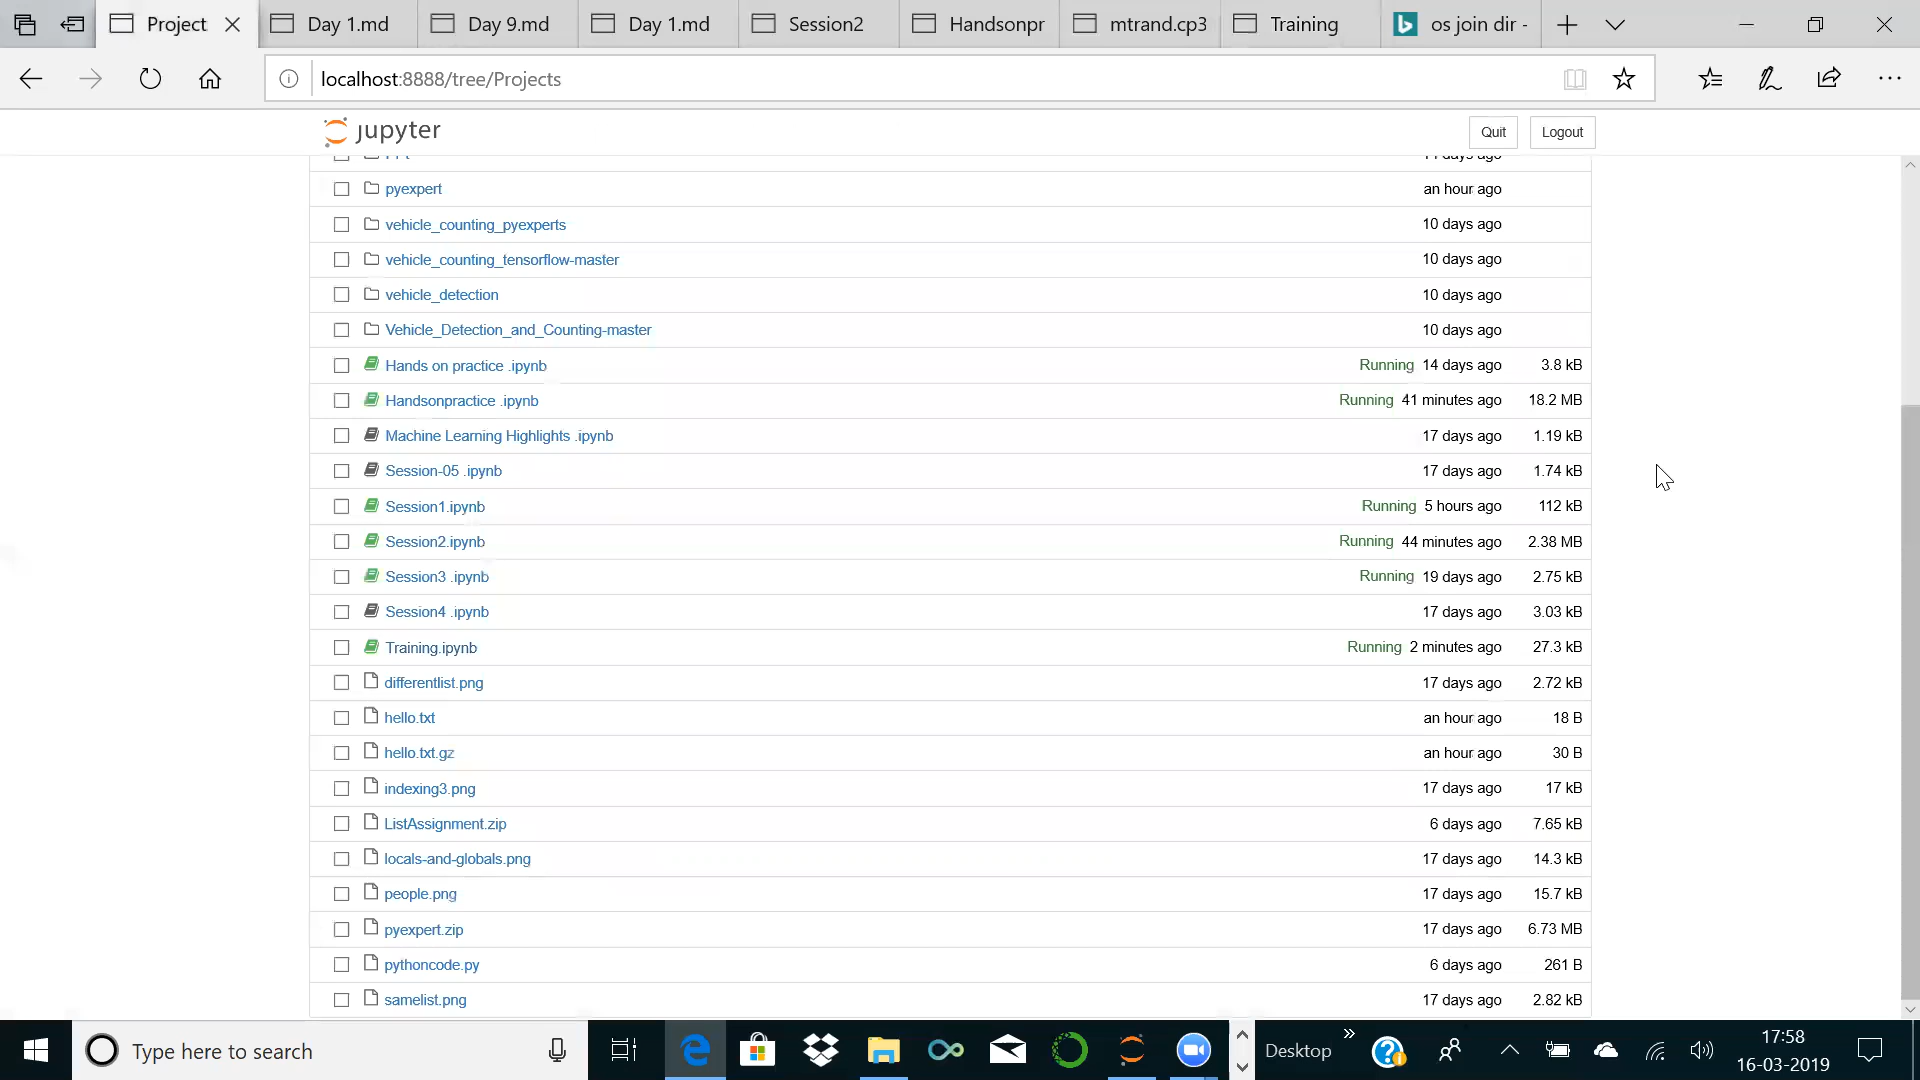 Project
Day 1.md
Day 9.md
Day 1.md
Session2
Handsonpr
mtrand.cp3
Training
os join dir -
localhost:8888/tree/Projects
jupyter
Quit
Logout
pyexpert an hour ago
vehicle_counting_pyexperts 10 days ago
vehicle_counting_tensorflow-master 10 days ago
vehicle_detection 10 days ago
Vehicle_Detection_and_Counting-master 10 days ago
Hands on practice .ipynb Running 14 days ago 3.8 kB
Handsonpractice .ipynb Running 41 minutes ago 18.2 MB
Machine Learning Highlights .ipynb 17 days ago 1.19 kB
Session-05 .ipynb 17 days ago 1.74 kB
Session1.ipynb Running 5 hours ago 112 kB
Session2.ipynb Running 44 minutes ago 2.38 MB
Session3 .ipynb Running 19 days ago 2.75 kB
Session4 .ipynb 17 days ago 3.03 kB
Training.ipynb Running 2 minutes ago 27.3 kB
differentlist.png 17 days ago 2.72 kB
hello.txt an hour ago 18 B
hello.txt.gz an hour ago 30 B
indexing3.png 17 days ago 17 kB
ListAssignment.zip 6 days ago 7.65 kB
locals-and-globals.png 17 days ago 14.3 kB
people.png 17 days ago 15.7 kB
pyexpert.zip 17 days ago 6.73 MB
pythoncode.py 6 days ago 261 B
samelist.png 17 days ago 2.82 kB
Type here to search
Desktop
17:58
16-03-2019